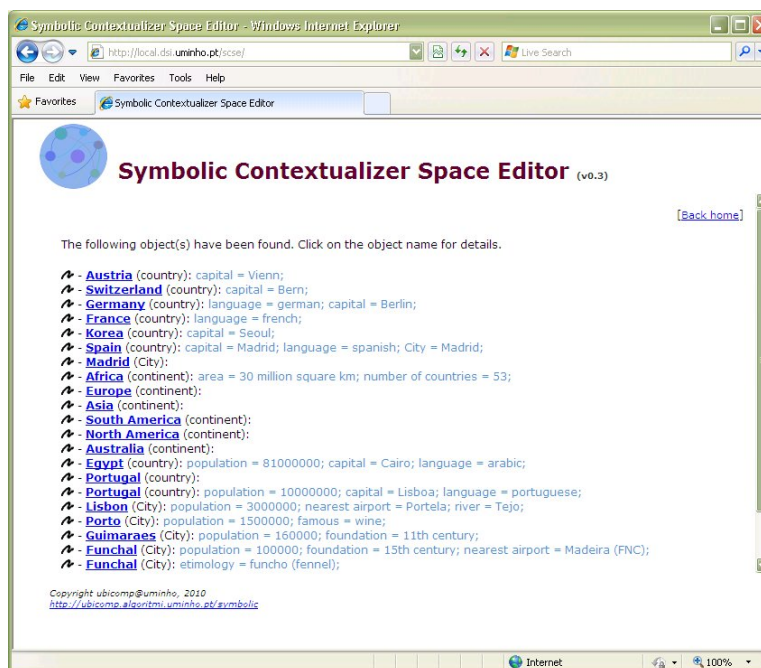 Symbolic Contextualizer Space Editor - Windows Internet Explorer
http://local.dsi.uminho.pt/scse/
Live Search
File Edit View Favorites Tools Help
Favorites Symbolic Contextualizer Space Editor
Symbolic Contextualizer Space Editor (v0.3)
[Back home]
The following object(s) have been found. Click on the object name for details.
- Austria (country): capital = Vienn;
- Switzerland (country): capital = Bern;
- Germany (country): language = german; capital = Berlin;
- France (country): language = french;
- Korea (country): capital = Seoul;
- Spain (country): capital = Madrid; language = spanish; City = Madrid;
- Madrid (City):
- Africa (continent): area = 30 million square km; number of countries = 53;
- Europe (continent):
- Asia (continent):
- South America (continent):
- North America (continent):
- Australia (continent):
- Egypt (country): population = 81000000; capital = Cairo; language = arabic;
- Portugal (country):
- Portugal (country): population = 10000000; capital = Lisboa; language = portuguese;
- Lisbon (City): population = 3000000; nearest airport = Portela; river = Tejo;
- Porto (City): population = 1500000; famous = wine;
- Guimaraes (City): population = 160000; foundation = 11th century;
- Funchal (City): population = 100000; foundation = 15th century; nearest airport = Madeira (FNC);
- Funchal (City): etimology = funcho (fennel);
Copyright ubicomp@uminho, 2010
http://ubicomp.algoritmi.uminho.pt/symbolic
Internet 100%